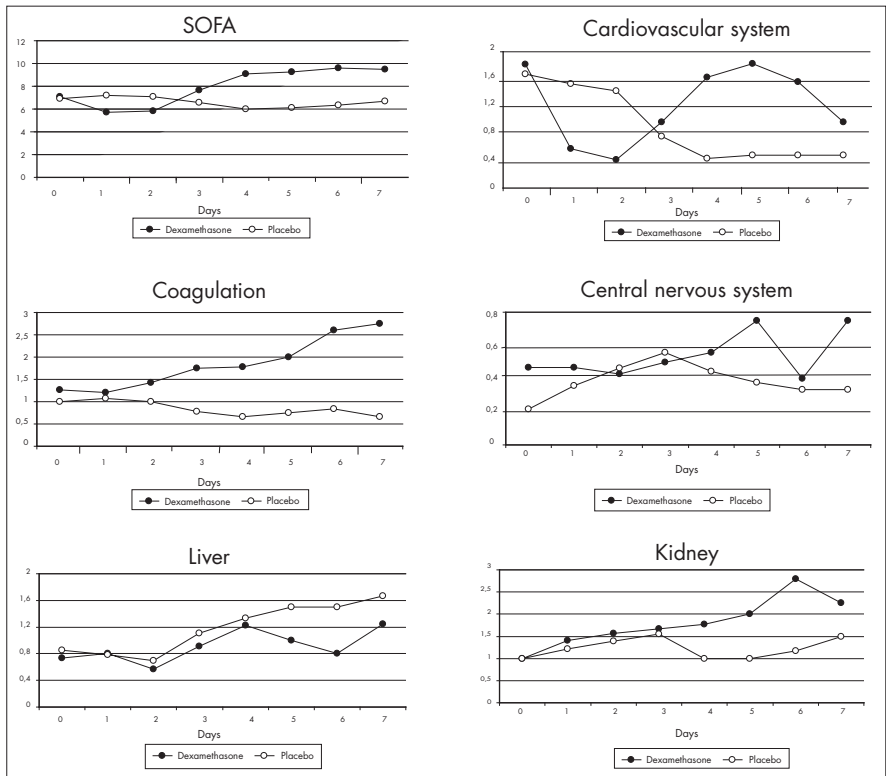 SOFA
12
10
8
6
4
2
0
0 1 2 3 4 5 6 7
Days
Dexamethasone Placebo
Cardiovascular system
2
1,6
1,2
0,8
0,4
0
0 1 2 3 4 5 6 7
Days
Dexamethasone Placebo
Coagulation
3
2,5
2
1,5
1
0,5
0
0 1 2 3 4 5 6 7
Days
Dexamethasone Placebo
Central nervous system
0,8
0,6
0,4
0,2
0
0 1 2 3 4 5 6 7
Days
Dexamethasone Placebo
Liver
2
1,6
1,2
0,8
0,4
0
0 1 2 3 4 5 6 7
Days
Dexamethasone Placebo
Kidney
3
2,5
2
1,5
1
0,5
0
0 1 2 3 4 5 6 7
Days
Dexamethasone Placebo